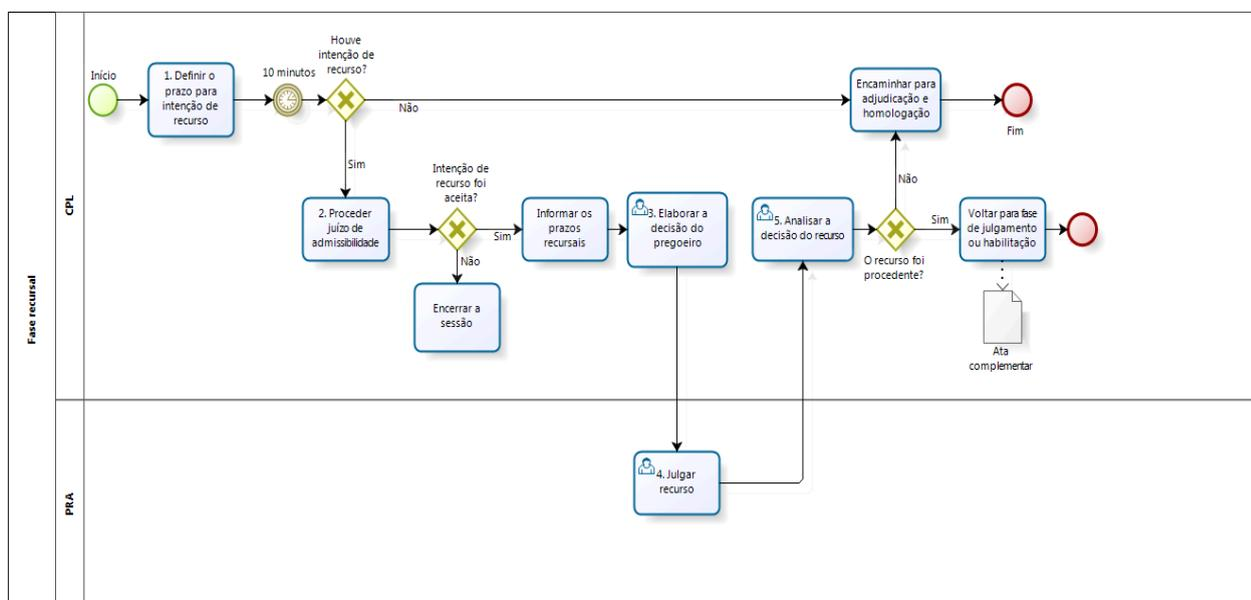 Fase recursal
CPL
Início
1. Definir o
prazo para
intenção de
recurso
10 minutos
Houve
intenção de
recurso?
Não
Encaminhar para
adjudicação e
homologação
Fim
Sim
2. Proceder
juízo de
admissibilidade
Intenção de
recurso foi
aceita?
Sim
Não
Encerrar a
sessão
Informar os
prazos
recursais
3. Elaborar a
decisão do
pregoeiro
5. Analisar a
decisão do recurso
O recurso foi
procedente?
Não
Sim
Voltar para fase
de julgamento
ou habilitação
Ata
complementar
PRA
4. Julgar
recurso